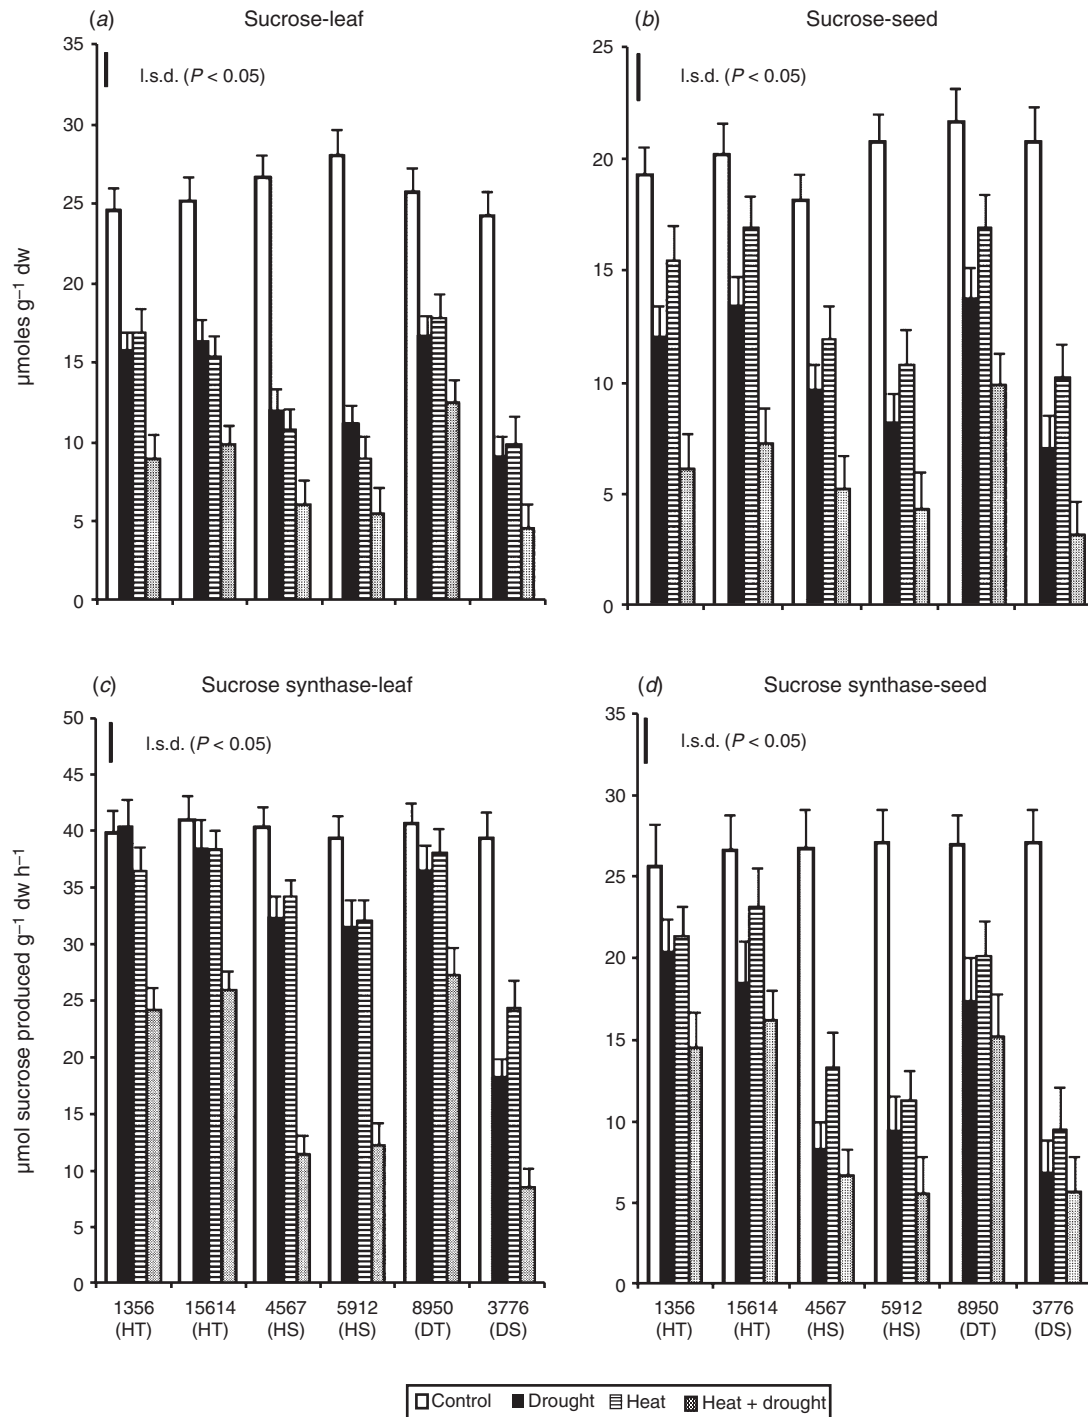 (a) Sucrose-leaf
35
30
25
20
15
10
5
0
l.s.d. (P < 0.05)
µmoles g–1 dw
(b) Sucrose-seed
25
20
15
10
5
0
l.s.d. (P < 0.05)
(c) Sucrose synthase-leaf
50
45
40
35
30
25
20
15
10
5
0
l.s.d. (P < 0.05)
µmol sucrose produced g–1 dw h–1
1356 15614 4567 5912 8950 3776
(HT) (HT) (HS) (HS) (DT) (DS)
(d) Sucrose synthase-seed
35
30
25
20
15
10
5
0
l.s.d. (P < 0.05)
1356 15614 4567 5912 8950 3776
(HT) (HT) (HS) (HS) (DT) (DS)
Control Drought Heat Heat + drought